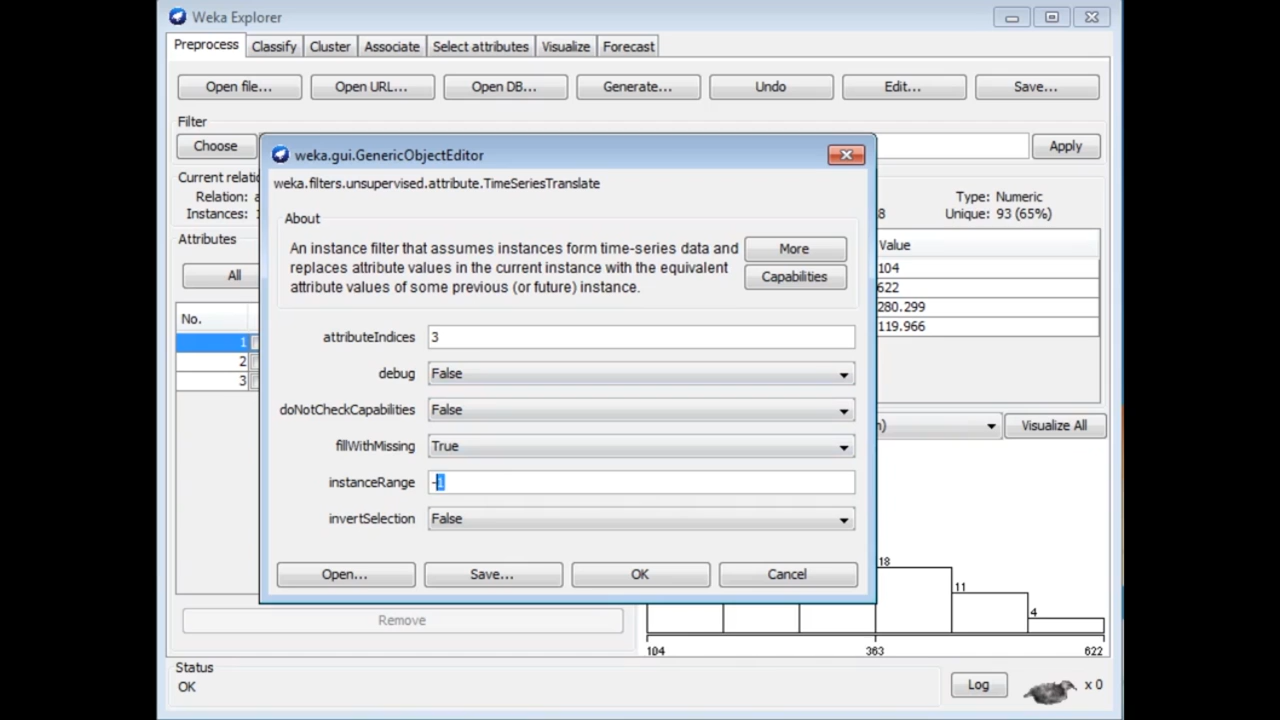 Weka Explorer
Preprocess Classify Cluster Associate Select attributes Visualize Forecast
Open file... Open URL... Open DB... Generate... Undo Edit... Save...
Filter
Choose Apply
weka.gui.GenericObjectEditor
weka.filters.unsupervised.attribute.TimeSeriesTranslate
Current relati
Relation: a
Instances: 1
Type: Numeric
8 Unique: 93 (65%)
About
An instance filter that assumes instances form time-series data and
replaces attribute values in the current instance with the equivalent
attribute values of some previous (or future) instance.
More
Capabilities
Attributes
All
No.
1
2
3
Value
104
622
280.299
119.966
attributeIndices 3
debug False
doNotCheckCapabilities False
fillWithMissing True
instanceRange -1
invertSelection False
Open... Save... OK Cancel
) Visualize All
18
11
4
104 363 622
Remove
Status
OK
Log x 0